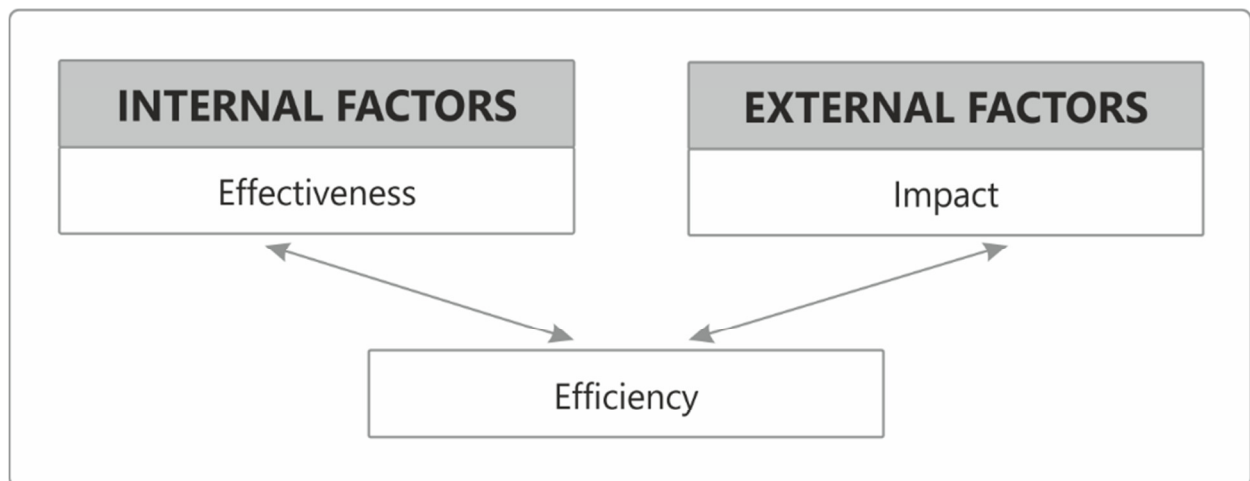 INTERNAL FACTORS
Effectiveness
EXTERNAL FACTORS
Impact
Efficiency